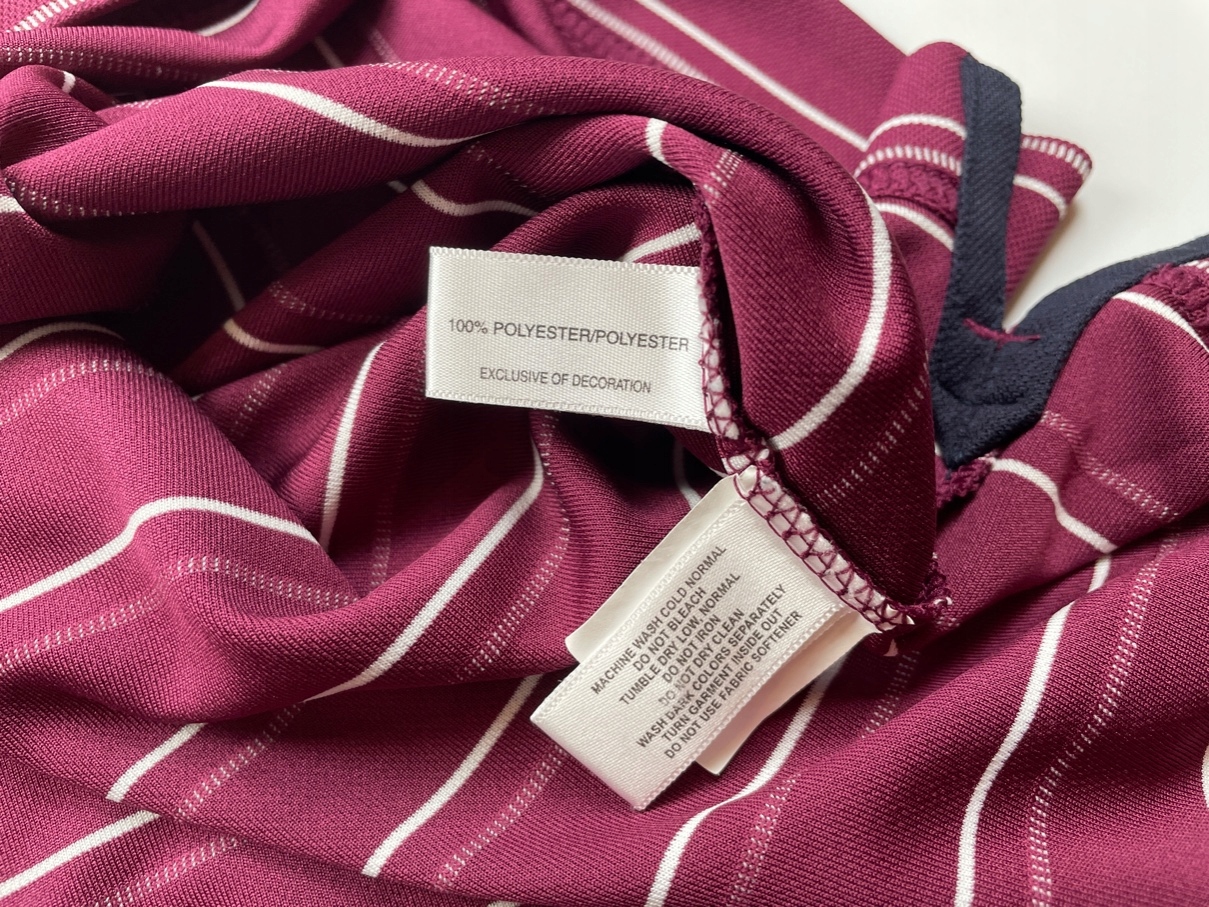 100% POLYESTER/POLYESTER
EXCLUSIVE OF DECORATION
MACHINE WASH COLD NORMAL
DO NOT BLEACH
TUMBLE DRY LOW, NORMAL
DO NOT IRON
DO NOT DRY CLEAN
WASH DARK COLORS SEPARATELY
TURN GARMENT INSIDE OUT
DO NOT USE FABRIC SOFTENER